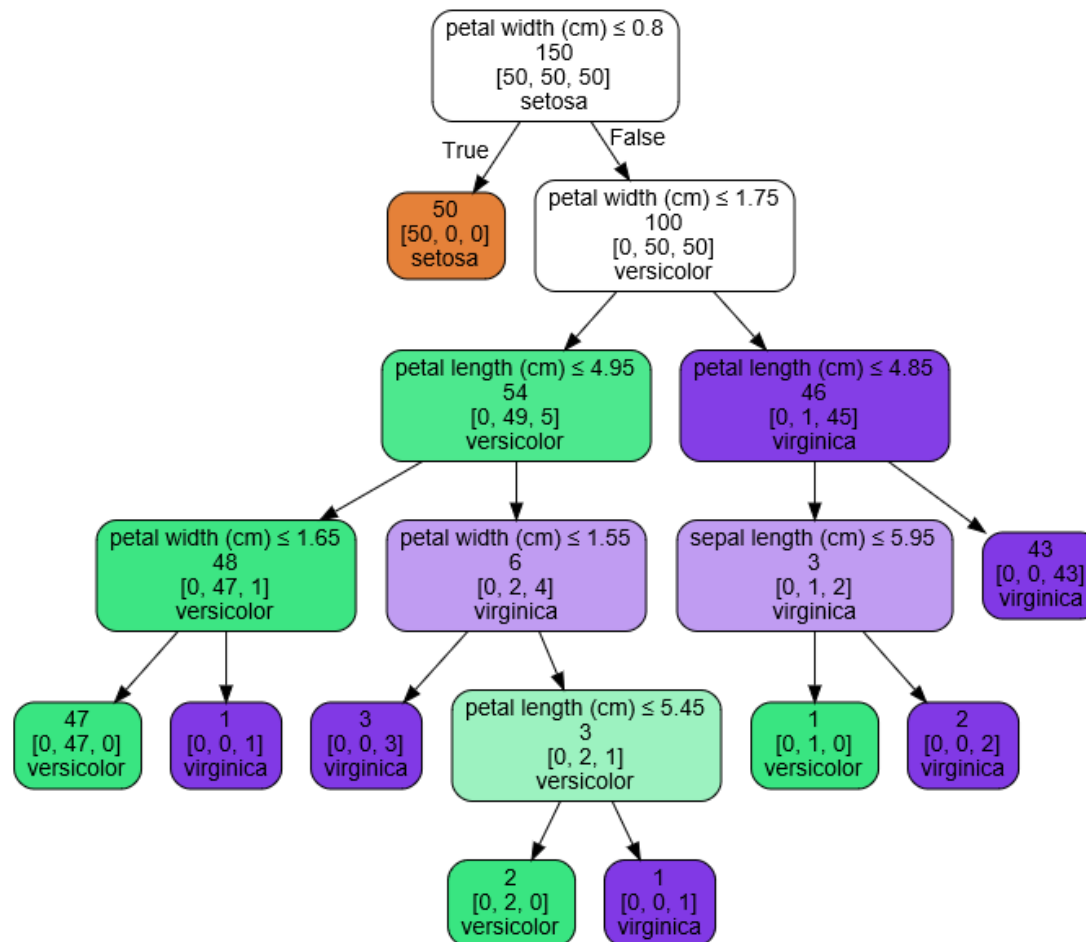 petal width (cm) ≤ 0.8
150
[50, 50, 50]
setosa
True
False
50
[50, 0, 0]
setosa
petal width (cm) ≤ 1.75
100
[0, 50, 50]
versicolor
petal length (cm) ≤ 4.95
54
[0, 49, 5]
versicolor
petal length (cm) ≤ 4.85
46
[0, 1, 45]
virginica
petal width (cm) ≤ 1.65
48
[0, 47, 1]
versicolor
petal width (cm) ≤ 1.55
6
[0, 2, 4]
virginica
sepal length (cm) ≤ 5.95
3
[0, 1, 2]
virginica
43
[0, 0, 43]
virginica
47
[0, 47, 0]
versicolor
1
[0, 0, 1]
virginica
3
[0, 0, 3]
virginica
petal length (cm) ≤ 5.45
3
[0, 2, 1]
versicolor
1
[0, 1, 0]
versicolor
2
[0, 0, 2]
virginica
2
[0, 2, 0]
versicolor
1
[0, 0, 1]
virginica